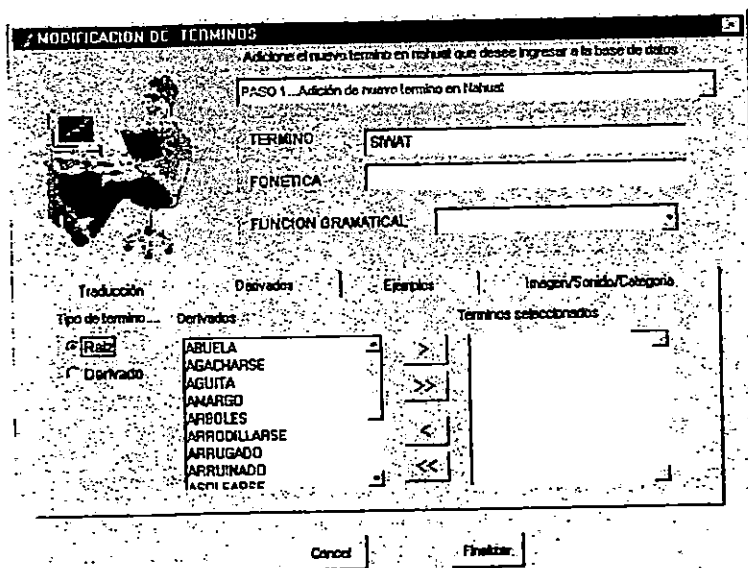 MODIFICACION DE TERMINOS
Adicione el nuevo termino en nahuat que desee ingresar a la base de datos
PASO 1...Adición de nuevo termino en Nahuat
TERMINO SIWAT
FONETICA
FUNCION GRAMATICAL
Traducción Derivados Ejemplos Imagen/Sonido/Categoria
Tipo de termino.... Derivados Terminos seleccionados
Raiz
Derivado
ABUELA
AGACHARSE
AGUITA
AMARGO
ARBOLES
ARRODILLARSE
ARRUGADO
ARRUINADO
ASOLEARSE
>
>>
<
<<
Cancel Finalizar